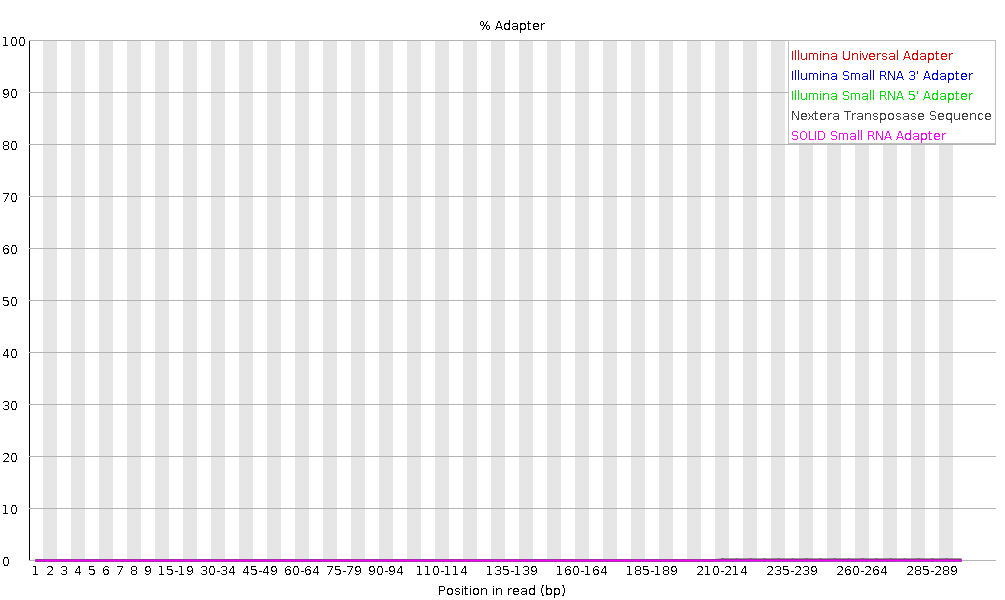 % Adapter
100
Illumina Universal Adapter
Illumina Small RNA 3' Adapter
Illumina Small RNA 5' Adapter
Nextera Transposase Sequence
SOLID Small RNA Adapter
90
80
70
60
50
40
30
20
10
0
1 2 3 4 5 6 7 8 9 15-19 30-34 45-49 60-64 75-79 90-94 110-114 135-139 160-164 185-189 210-214 235-239 260-264 285-289
Position in read (bp)